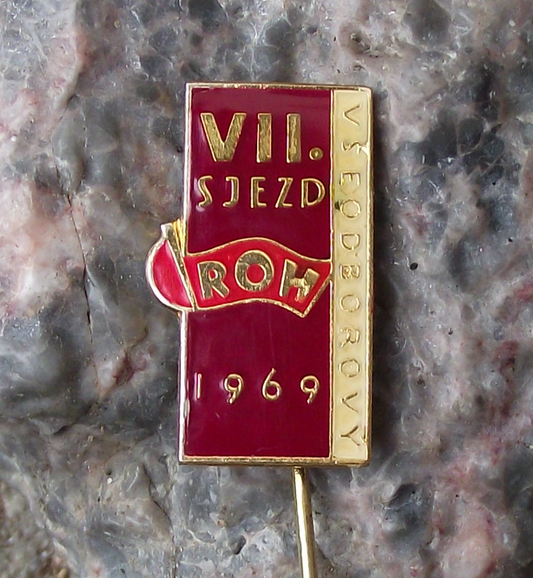 VII.
SJEZD
ROH
1969
VŠEODBOROVÝ